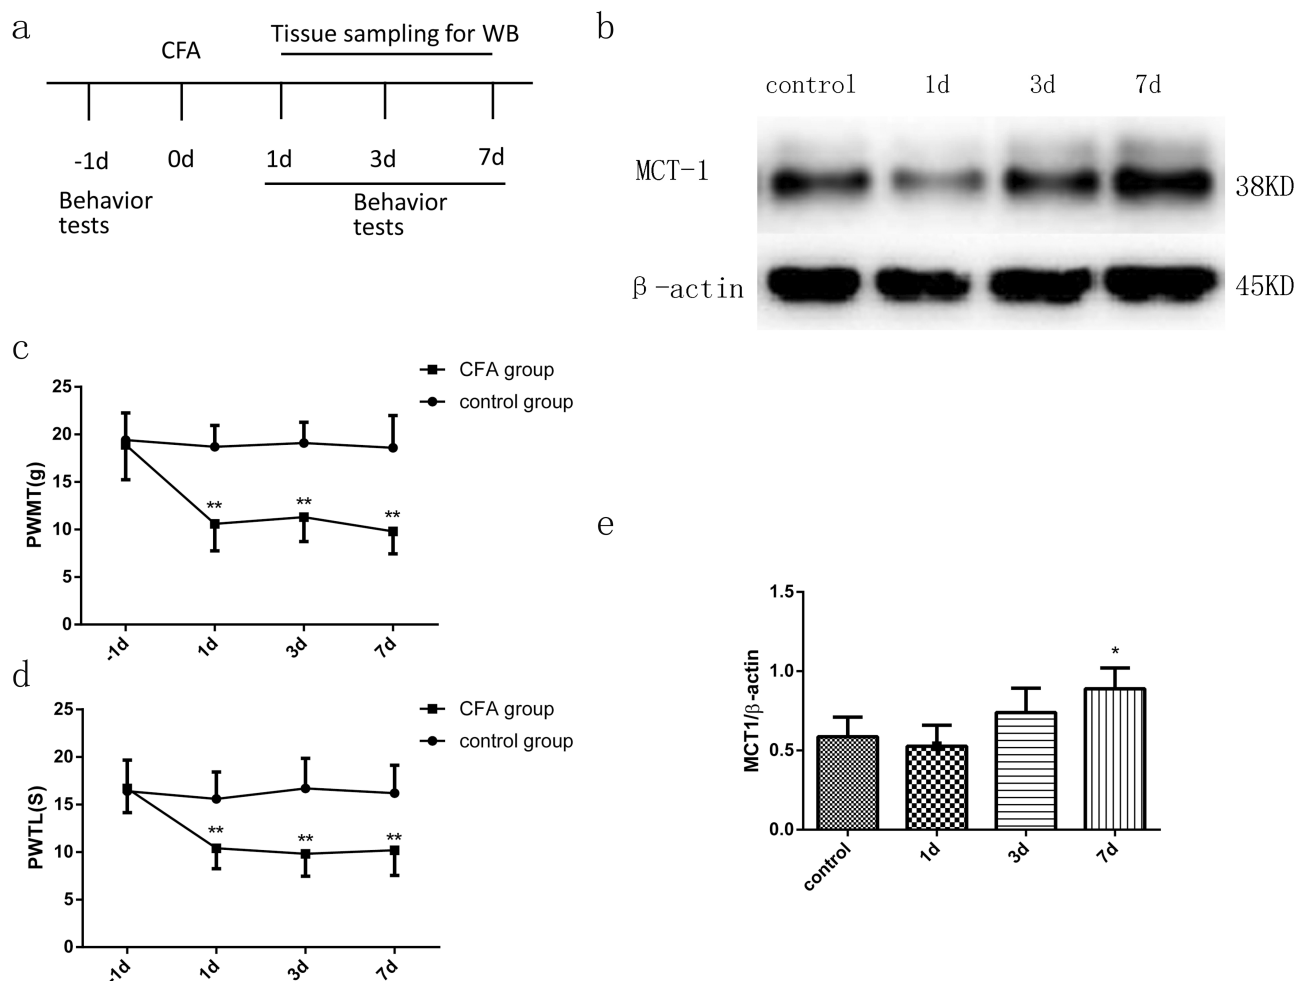 a
CFA
Tissue sampling for WB
-1d
0d
1d
3d
7d
Behavior
tests
Behavior
tests
b
control
1d
3d
7d
MCT-1
38KD
β-actin
45KD
c
CFA group
control group
PWMT(g)
25
20
15
10
5
0
**
**
**
-1d
1d
3d
7d
d
CFA group
control group
PWTL(S)
25
20
15
10
5
0
**
**
**
-1d
1d
3d
7d
e
MCT1/β-actin
1.5
1.0
0.5
0.0
*
control
1d
3d
7d